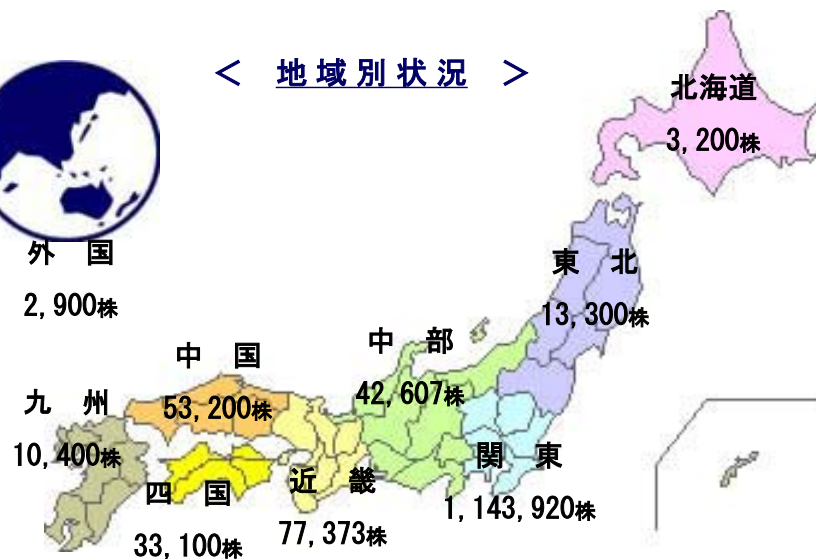 ＜ 地域別状況 ＞
北海道
3,200株
外 国
2,900株
東 北
13,300株
中 部
42,607株
中 国
53,200株
九 州
10,400株
関 東
1,143,920株
近 畿
77,373株
四 国
33,100株